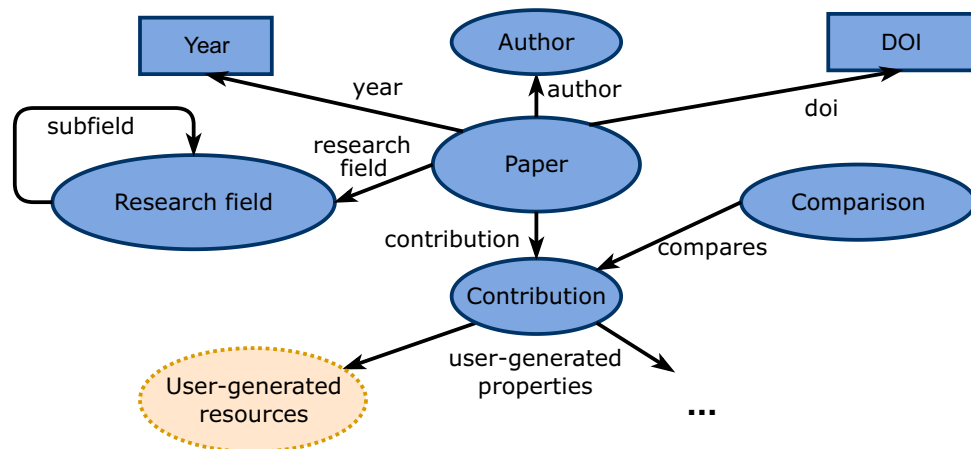 Year
Author
DOI
year
author
doi
subfield
research
field
Paper
Research field
Comparison
contribution
compares
Contribution
user-generated
properties
User-generated
resources
...